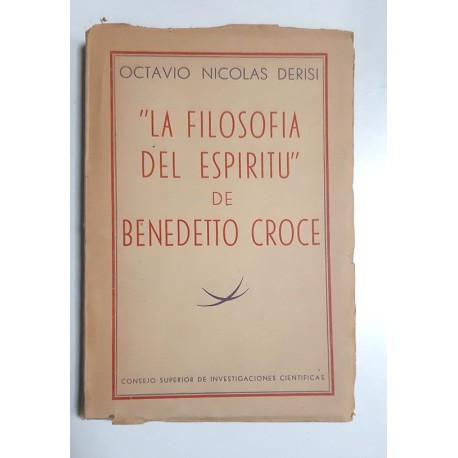 OCTAVIO NICOLAS DERISI
"LA FILOSOFIA
DEL ESPIRITU"
DE
BENEDETTO CROCE
CONSEJO SUPERIOR DE INVESTIGACIONES CIENTIFICAS